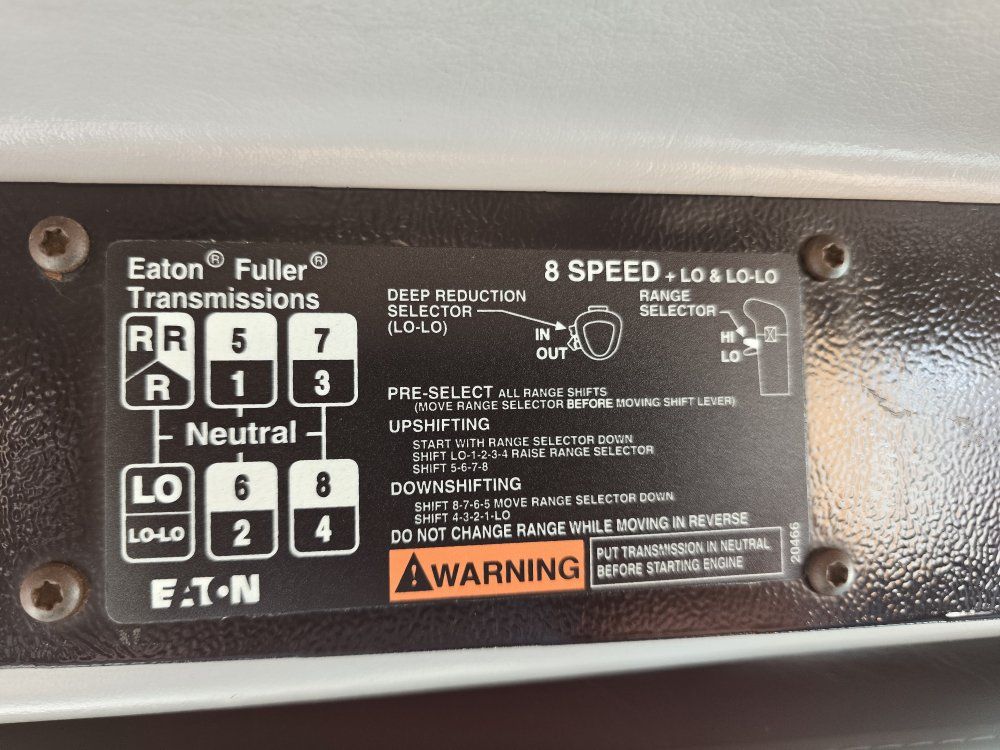 Eaton® Fuller®
Transmissions
8 SPEED + LO & LO-LO
R R
R
5
1
7
3
Neutral
LO
LO-LO
6
2
8
4
EATON
DEEP REDUCTION
SELECTOR
(LO-LO)
IN
OUT
RANGE
SELECTOR
HI
LO
PRE-SELECT ALL RANGE SHIFTS
(MOVE RANGE SELECTOR BEFORE MOVING SHIFT LEVER)
UPSHIFTING
START WITH RANGE SELECTOR DOWN
SHIFT LO-1-2-3-4 RAISE RANGE SELECTOR
SHIFT 5-6-7-8
DOWNSHIFTING
SHIFT 8-7-6-5 MOVE RANGE SELECTOR DOWN
SHIFT 4-3-2-1-LO
DO NOT CHANGE RANGE WHILE MOVING IN REVERSE
WARNING
PUT TRANSMISSION IN NEUTRAL
BEFORE STARTING ENGINE
20466